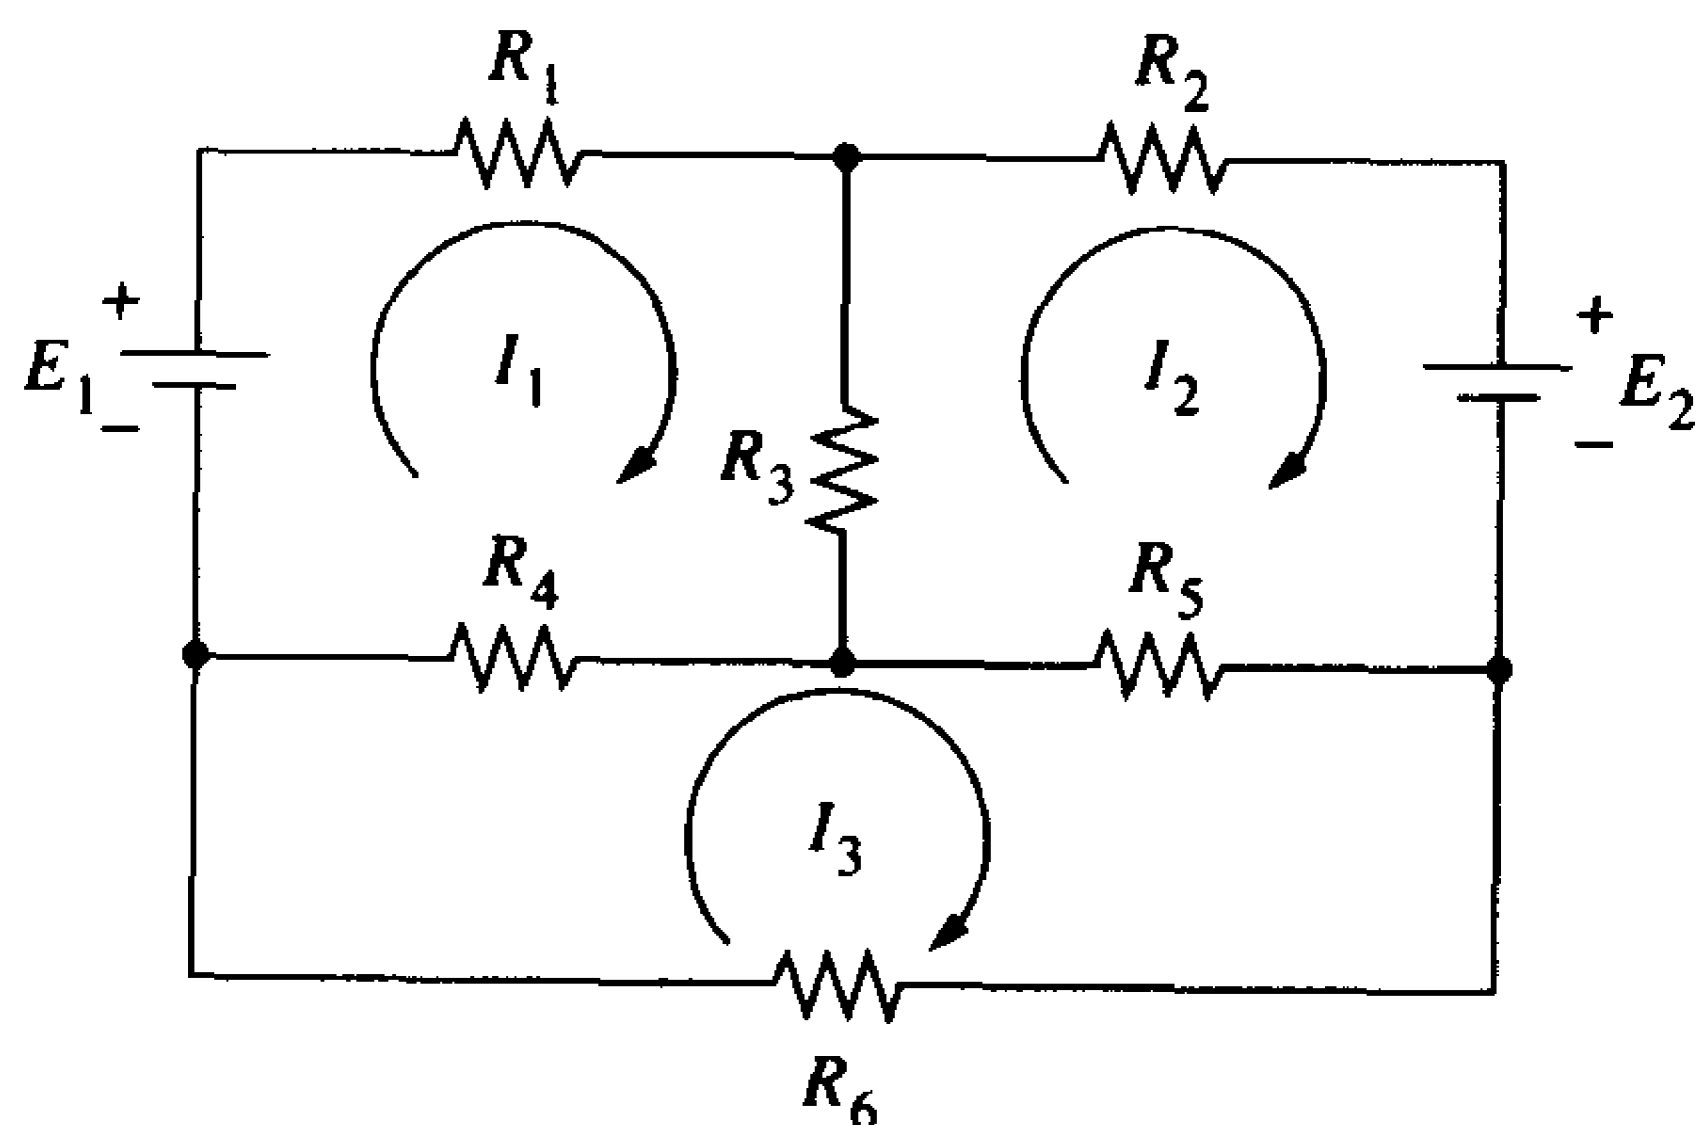 R1 R2
+ +
E1 I1 I2 E2
− R3 −
R4 R5
I3
R6